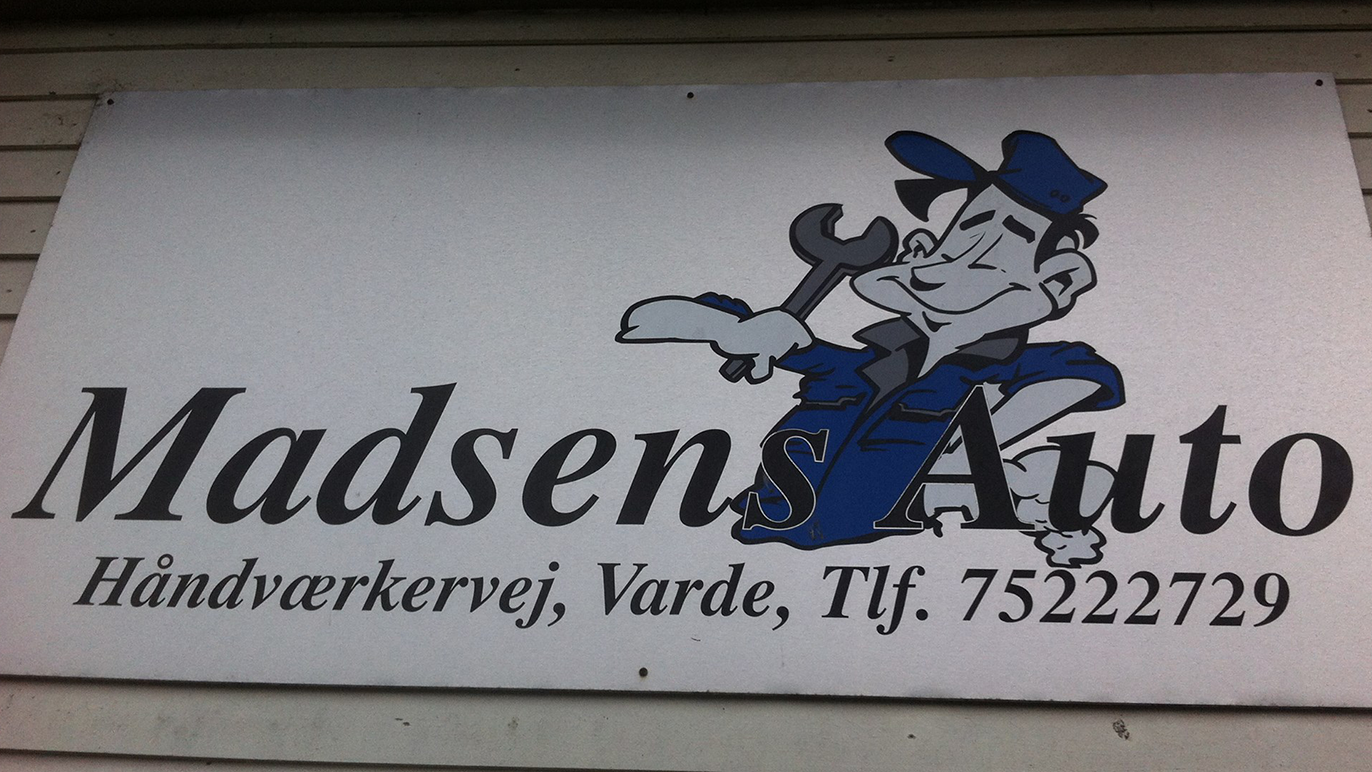 Madsens Auto
Håndværkervej, Varde, Tlf. 75222729